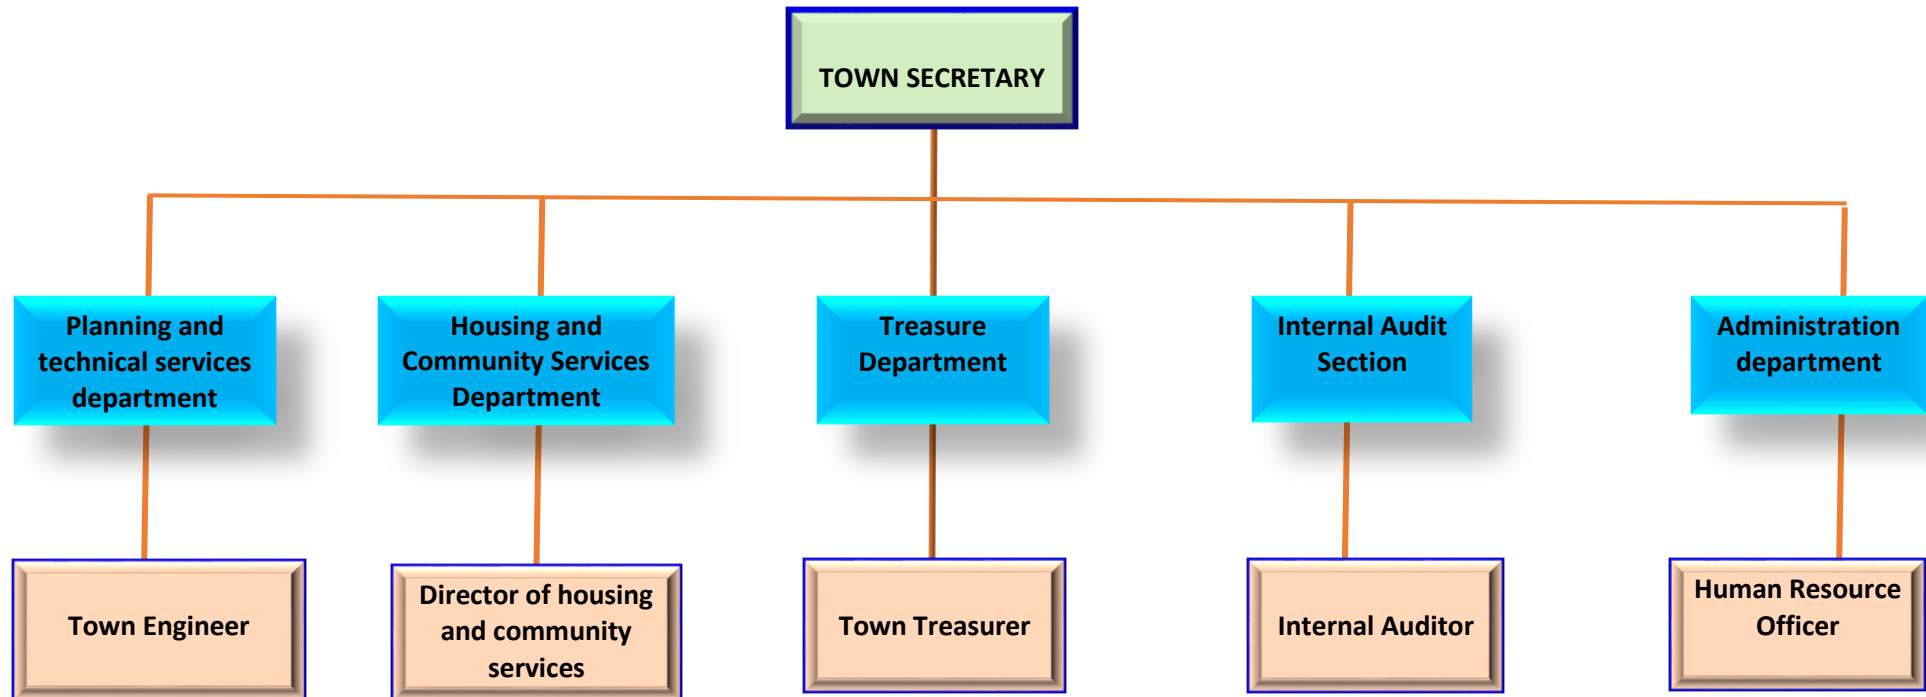 TOWN SECRETARY
Planning and
technical services
department
Housing and
Community Services
Department
Treasure
Department
Internal Audit
Section
Administration
department
Town Engineer
Director of housing
and community
services
Town Treasurer
Internal Auditor
Human Resource
Officer